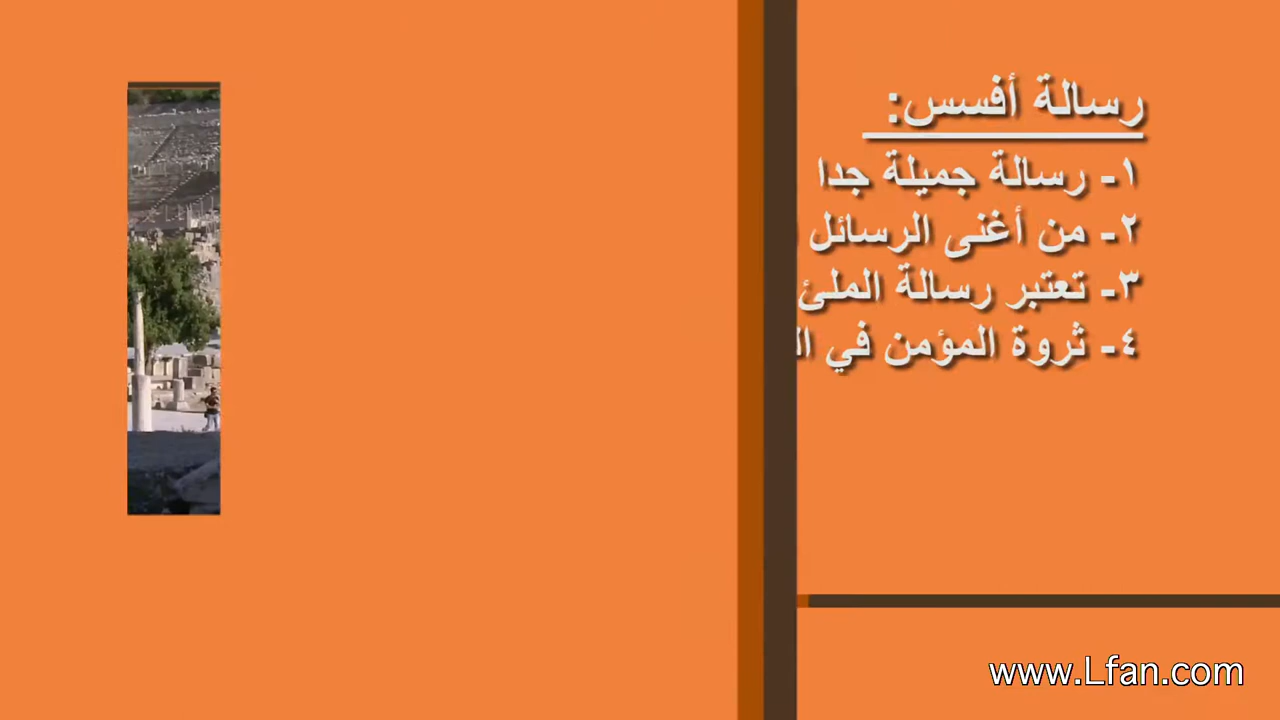 رسالة أفسس:
١- رسالة جميلة جدا
٢- من أغنى الرسائل
٣- تعتبر رسالة
٤- ثروة المؤمن في
www.Lfan.com